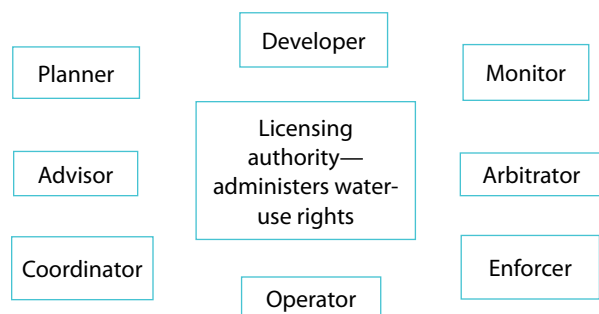 Developer
Planner
Monitor
Licensing
authority—
administers water-
use rights
Advisor
Arbitrator
Coordinator
Enforcer
Operator